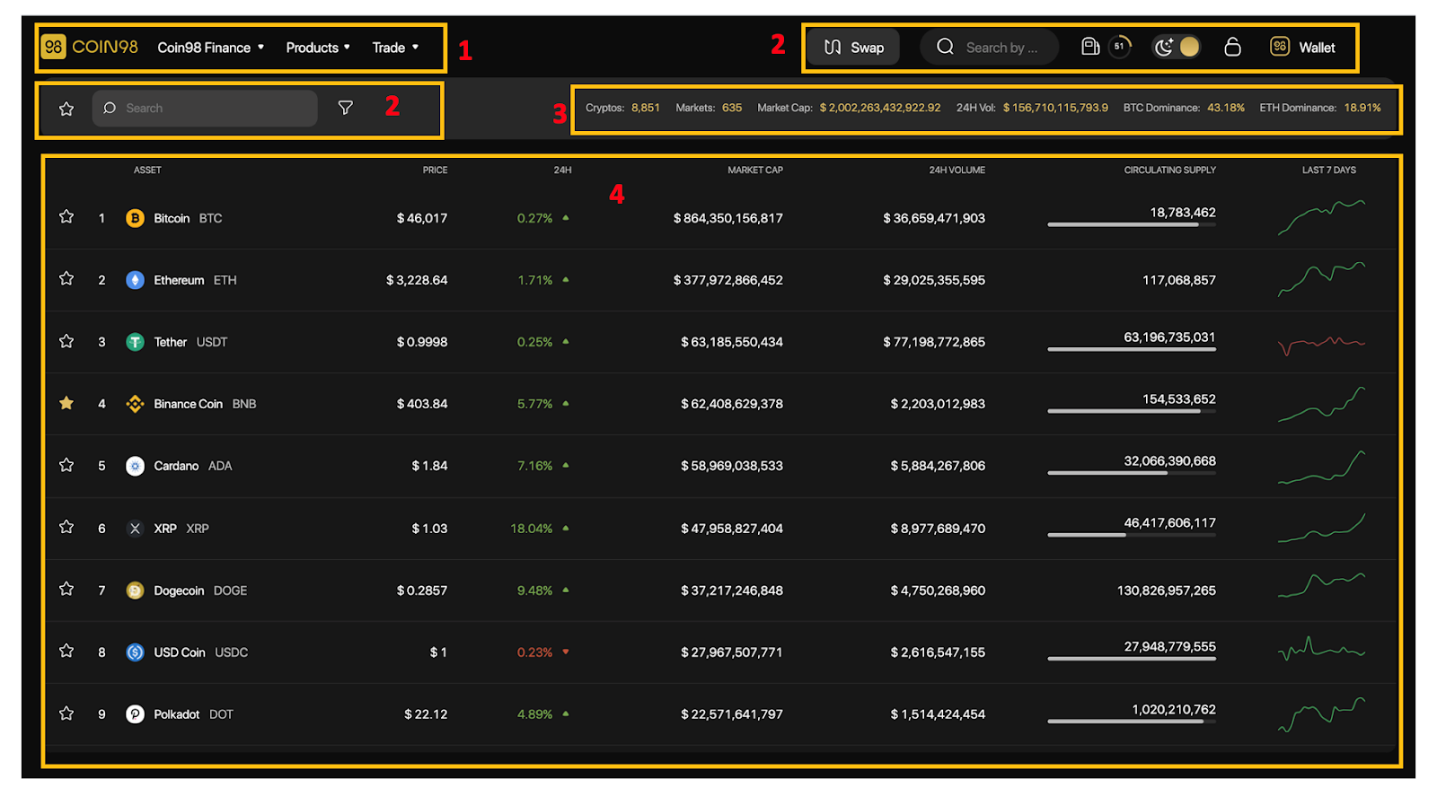 98 COIN98 Coin98 Finance Products Trade 1 2 Swap Search by ... 51 98 Wallet
Search 2 3 Cryptos: 8,851 Markets: 635 Market Cap: $ 2,002,263,432,922.92 24H Vol: $ 156,710,115,793.9 BTC Dominance: 43.18% ETH Dominance: 18.91%
ASSET PRICE 24H MARKET CAP 24H VOLUME CIRCULATING SUPPLY LAST 7 DAYS
4
1 Bitcoin BTC $ 46,017 0.27% $ 864,350,156,817 $ 36,659,471,903 18,783,462
2 Ethereum ETH $ 3,228.64 1.71% $ 377,972,866,452 $ 29,025,355,595 117,068,857
3 Tether USDT $ 0.9998 0.25% $ 63,185,550,434 $ 77,198,772,865 63,196,735,031
4 Binance Coin BNB $ 403.84 5.77% $ 62,408,629,378 $ 2,203,012,983 154,533,652
5 Cardano ADA $ 1.84 7.16% $ 58,969,038,533 $ 5,884,267,806 32,066,390,668
6 XRP XRP $ 1.03 18.04% $ 47,958,827,404 $ 8,977,689,470 46,417,606,117
7 Dogecoin DOGE $ 0.2857 9.48% $ 37,217,246,848 $ 4,750,268,960 130,826,957,265
8 USD Coin USDC $ 1 0.23% $ 27,967,507,771 $ 2,616,547,155 27,948,779,555
9 Polkadot DOT $ 22.12 4.89% $ 22,571,641,797 $ 1,514,424,454 1,020,210,762